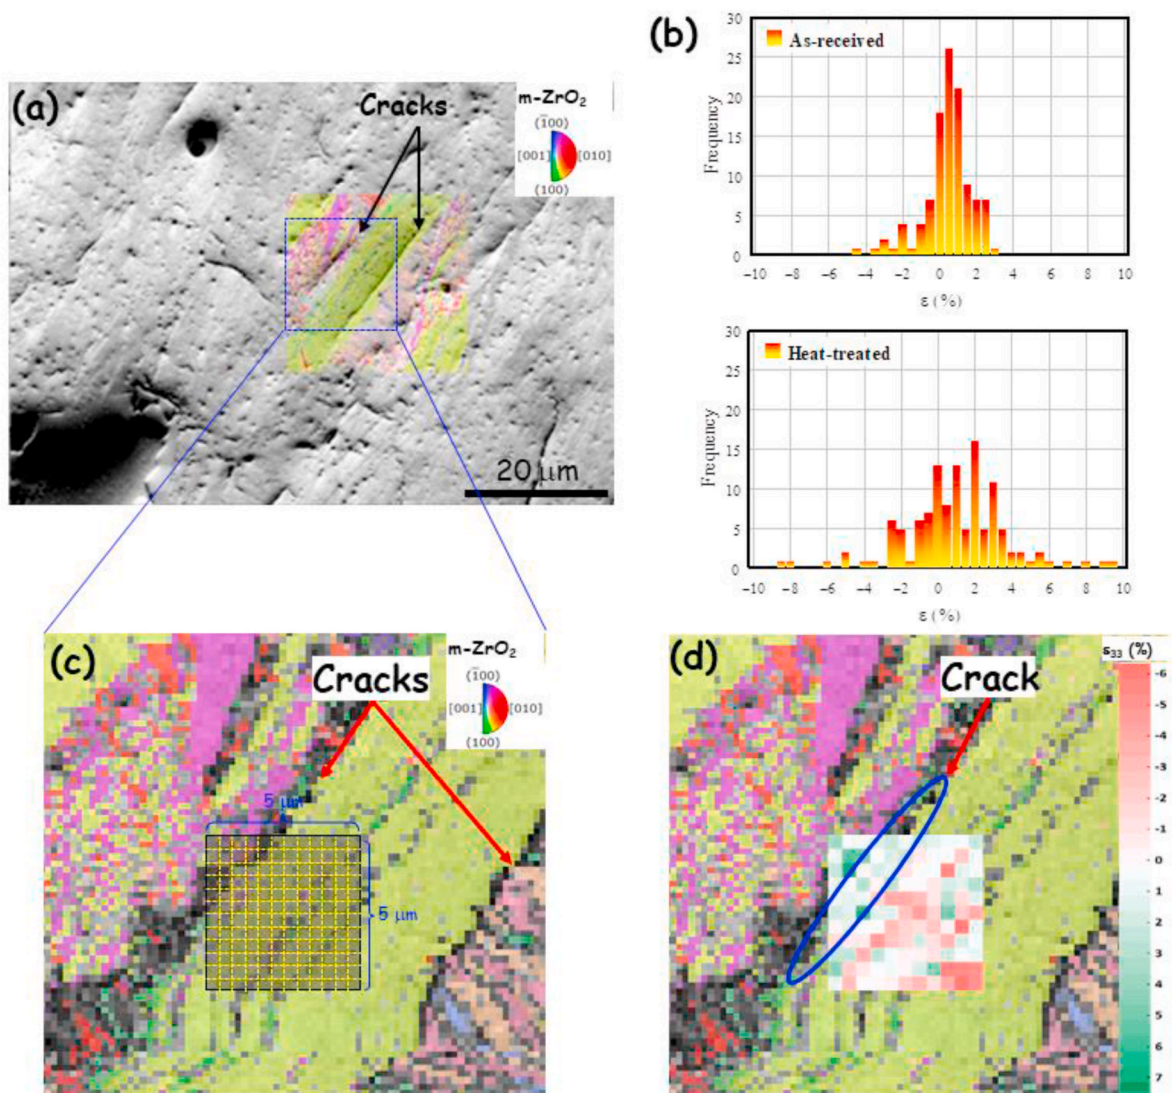 (a)
Cracks
m-ZrO₂
(1̅00)
[001]
[010]
(100)
20 μm
(b)
30
25
20
15
10
5
0
Frequency
As-received
−10 −8 −6 −4 −2 0 2 4 6 8 10
ε (%)
30
25
20
15
10
5
0
Frequency
Heat-treated
−10 −8 −6 −4 −2 0 2 4 6 8 10
ε (%)
(c)
Cracks
m-ZrO₂
(1̅00)
[001]
[010]
(100)
5 μm
5 μm
(d)
Crack
ε₃₃ (%)
-6
-5
-4
-3
-2
-1
0
1
2
3
4
5
6
7